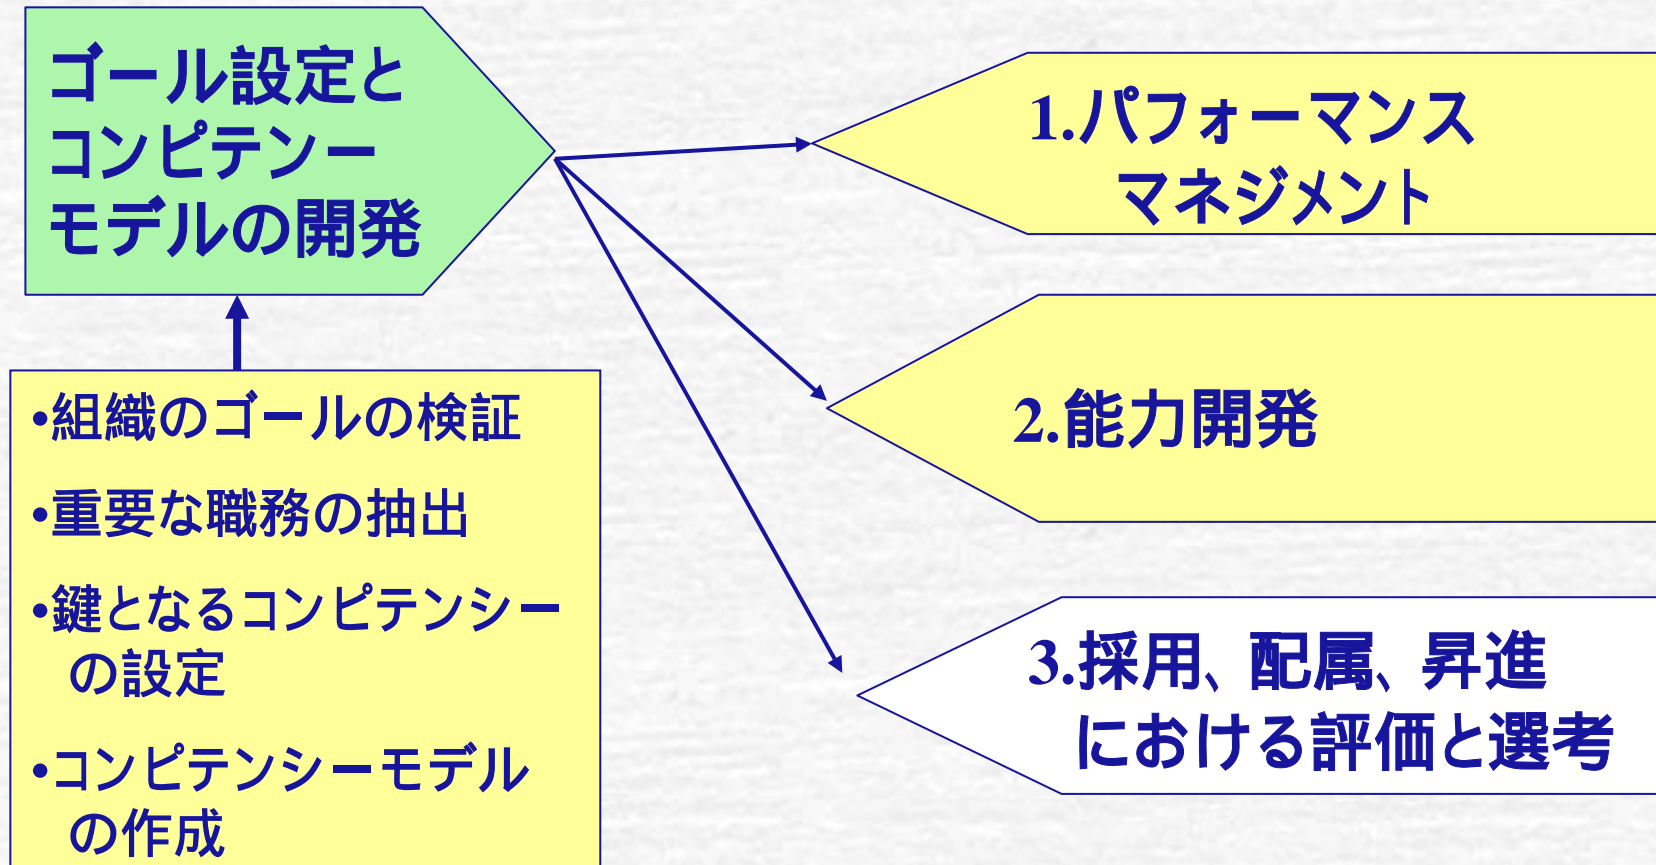 ゴール設定と
コンピテンー
モデルの開発
•組織のゴールの検証
•重要な職務の抽出
•鍵となるコンピテンシー
の設定
•コンピテンシーモデル
の作成
1.パフォーマンス
マネジメント
2.能力開発
3.採用、配属、昇進
における評価と選考